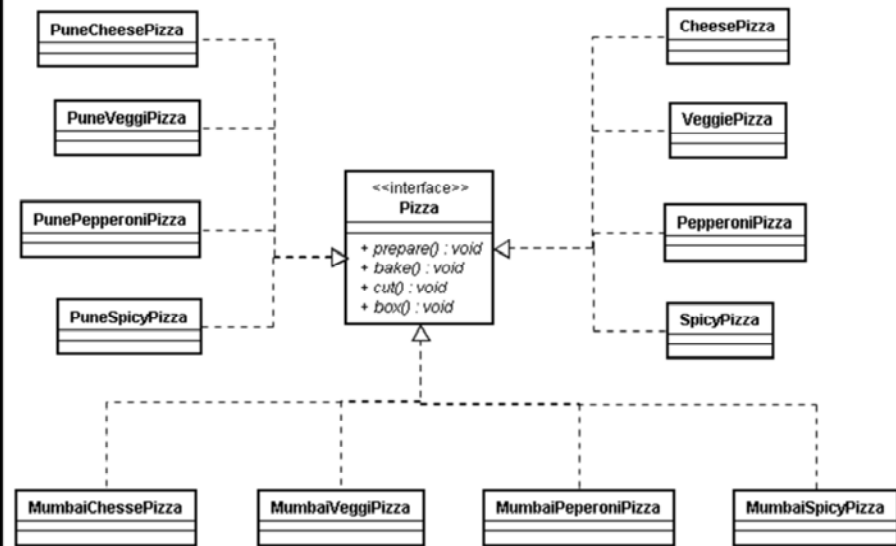 PuneCheesePizza
CheesePizza
PuneVeggiPizza
VeggiePizza
<<interface>>
Pizza
+ prepare() : void
+ bake() : void
+ cut() : void
+ box() : void
PunePepperoniPizza
PepperoniPizza
PuneSpicyPizza
SpicyPizza
MumbaiChessePizza
MumbaiVeggiPizza
MumbaiPeperoniPizza
MumbaiSpicyPizza